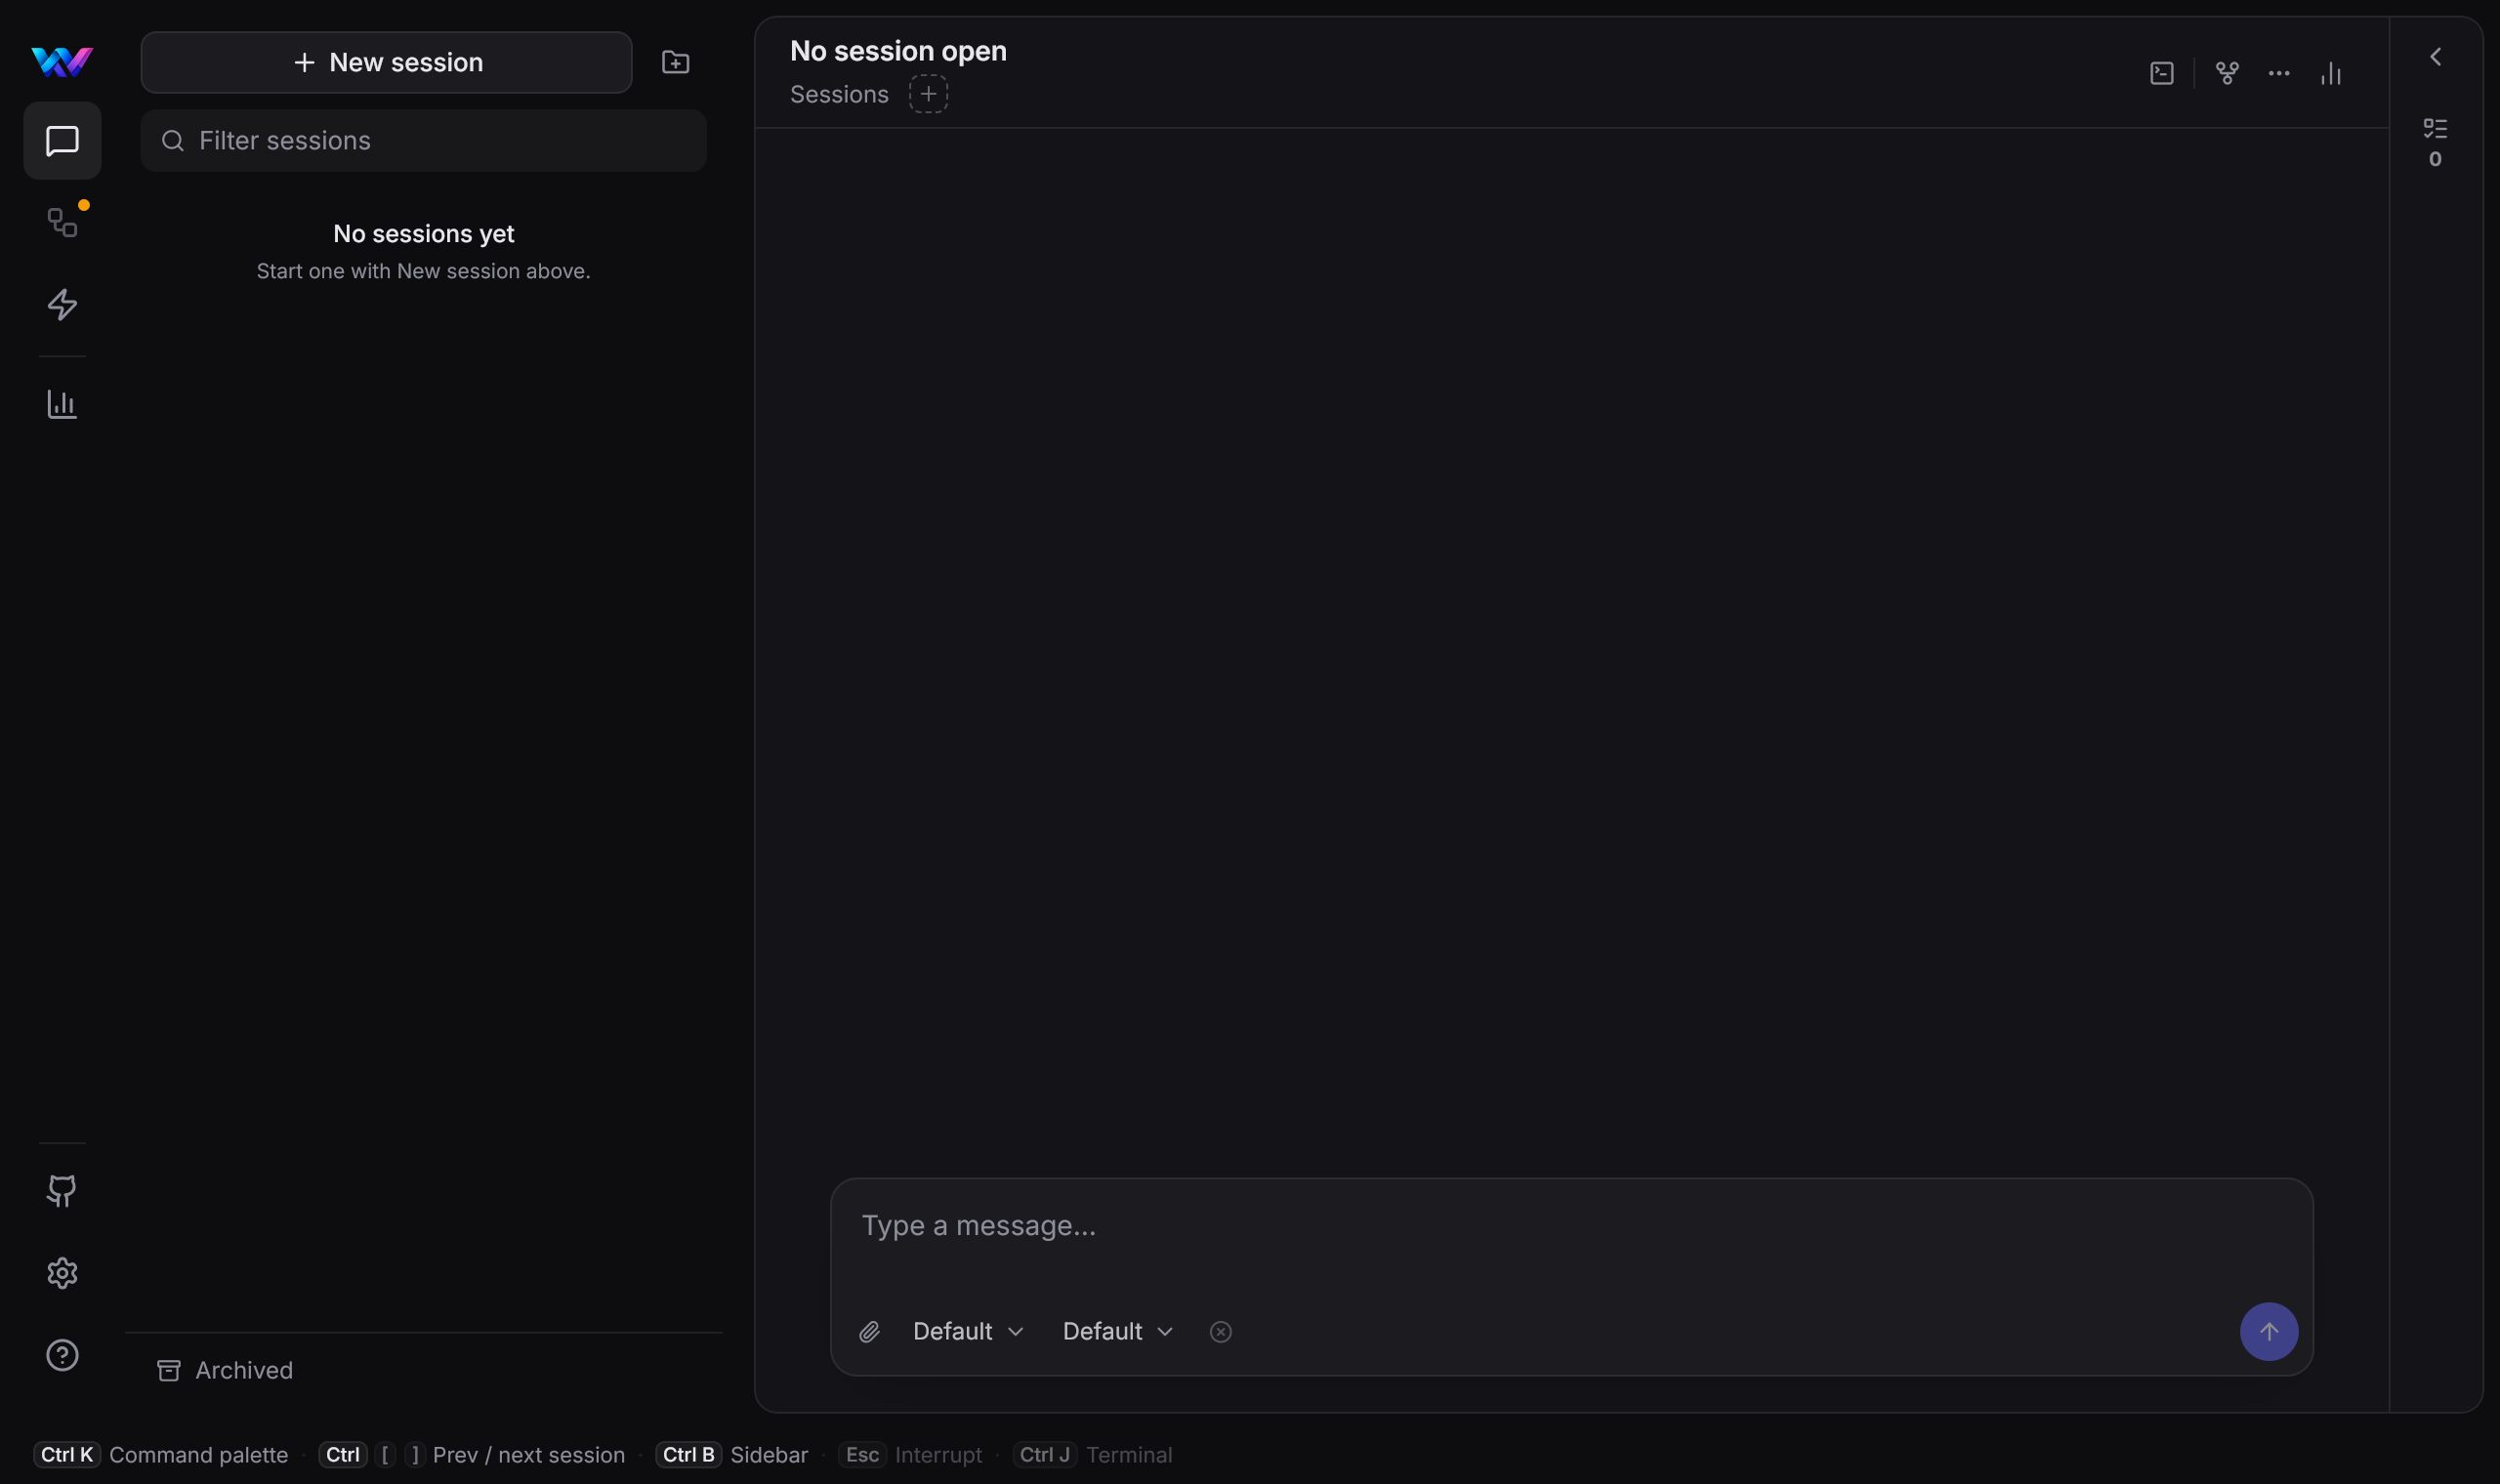 New session
Filter sessions
No sessions yet
Start one with New session above.
Archived
No session open
Sessions
0
Type a message...
Default
Default
Ctrl K Command palette · Ctrl [ ] Prev / next session · Ctrl B Sidebar · Esc Interrupt · Ctrl J Terminal